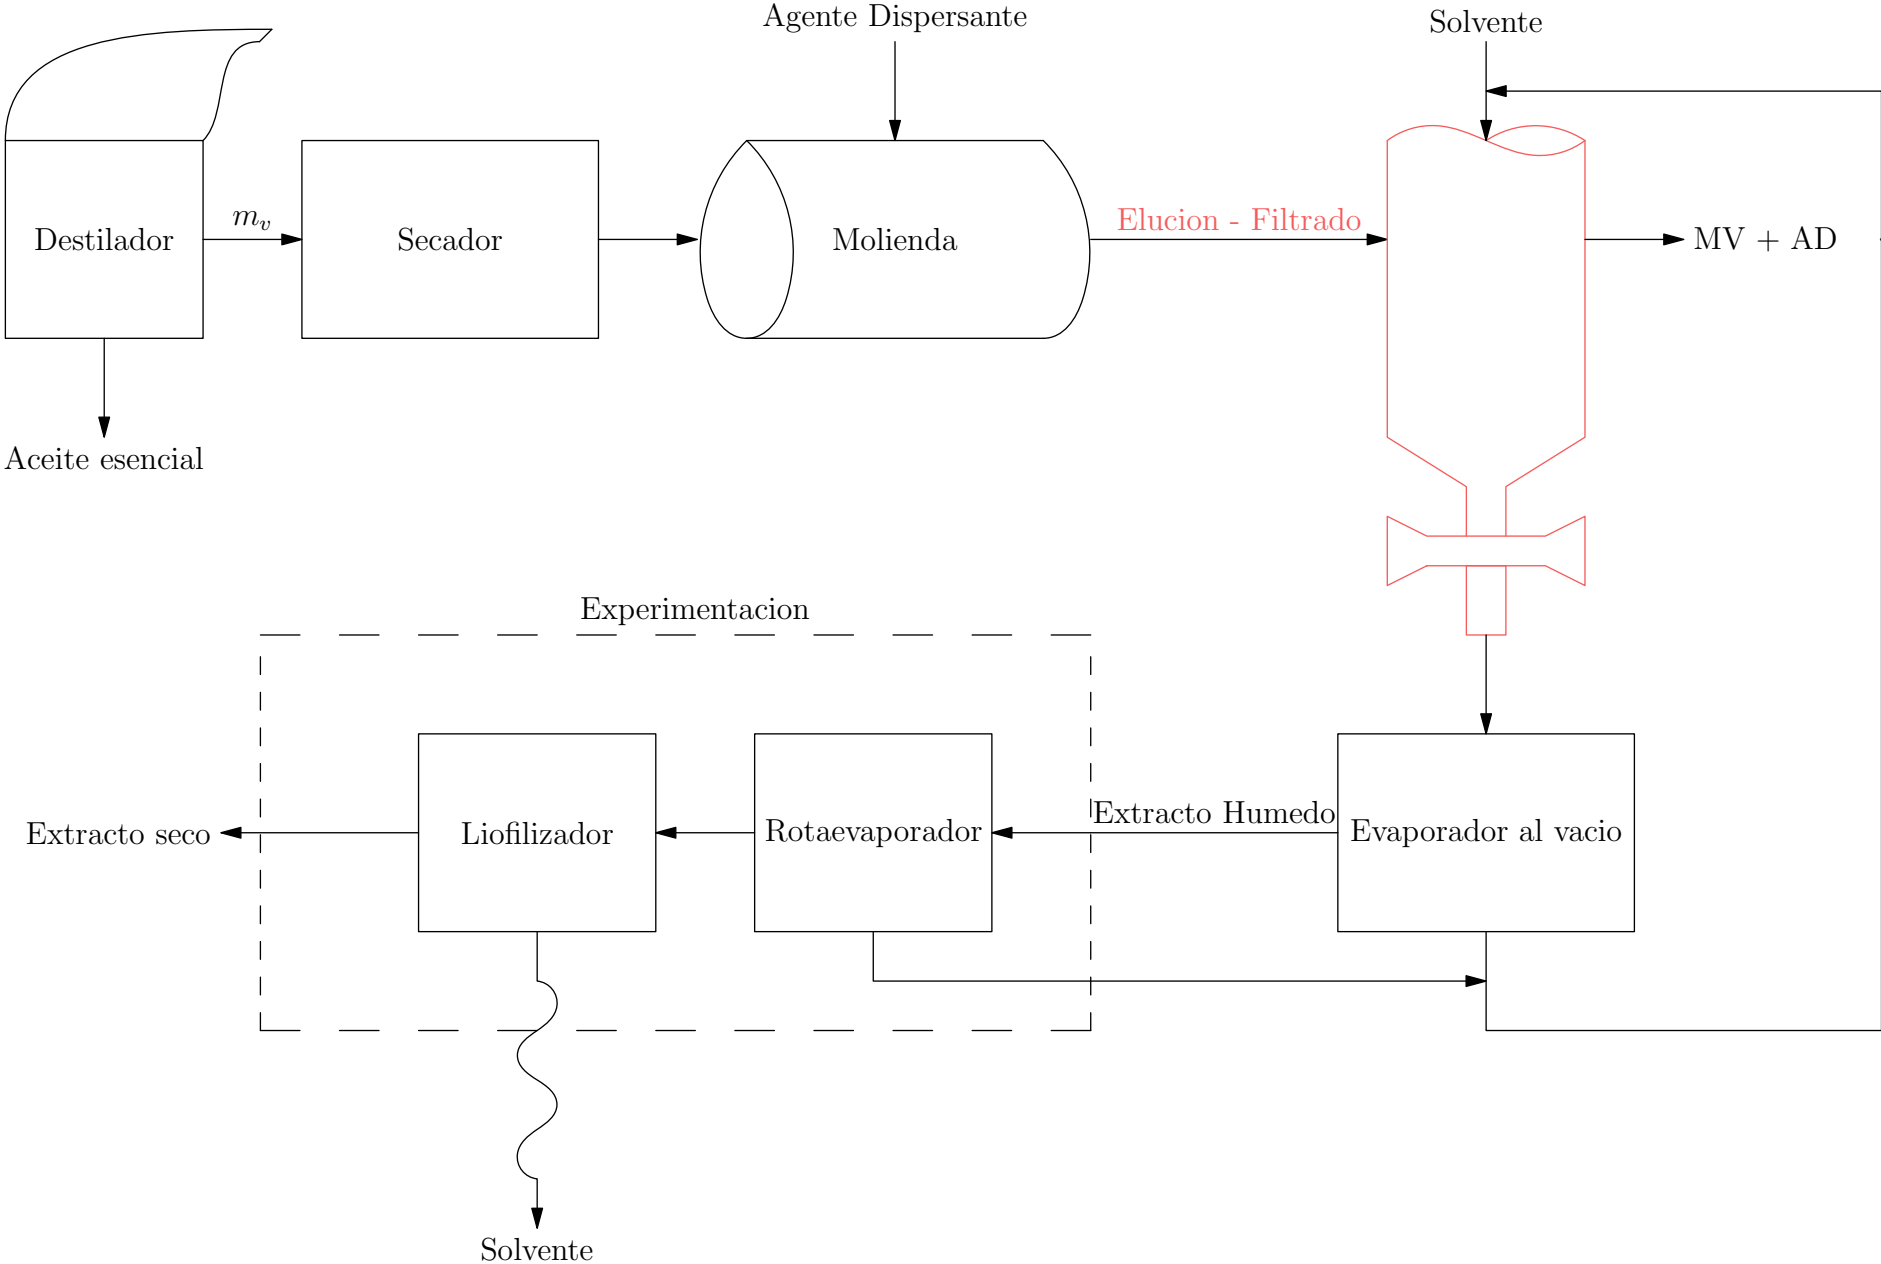 Agente Dispersante
Solvente
m_v
Destilador
Secador
Molienda
Elucion - Filtrado
MV + AD
Aceite esencial
Experimentacion
Extracto seco
Liofilizador
Rotaevaporador
Extracto Humedo
Evaporador al vacio
Solvente